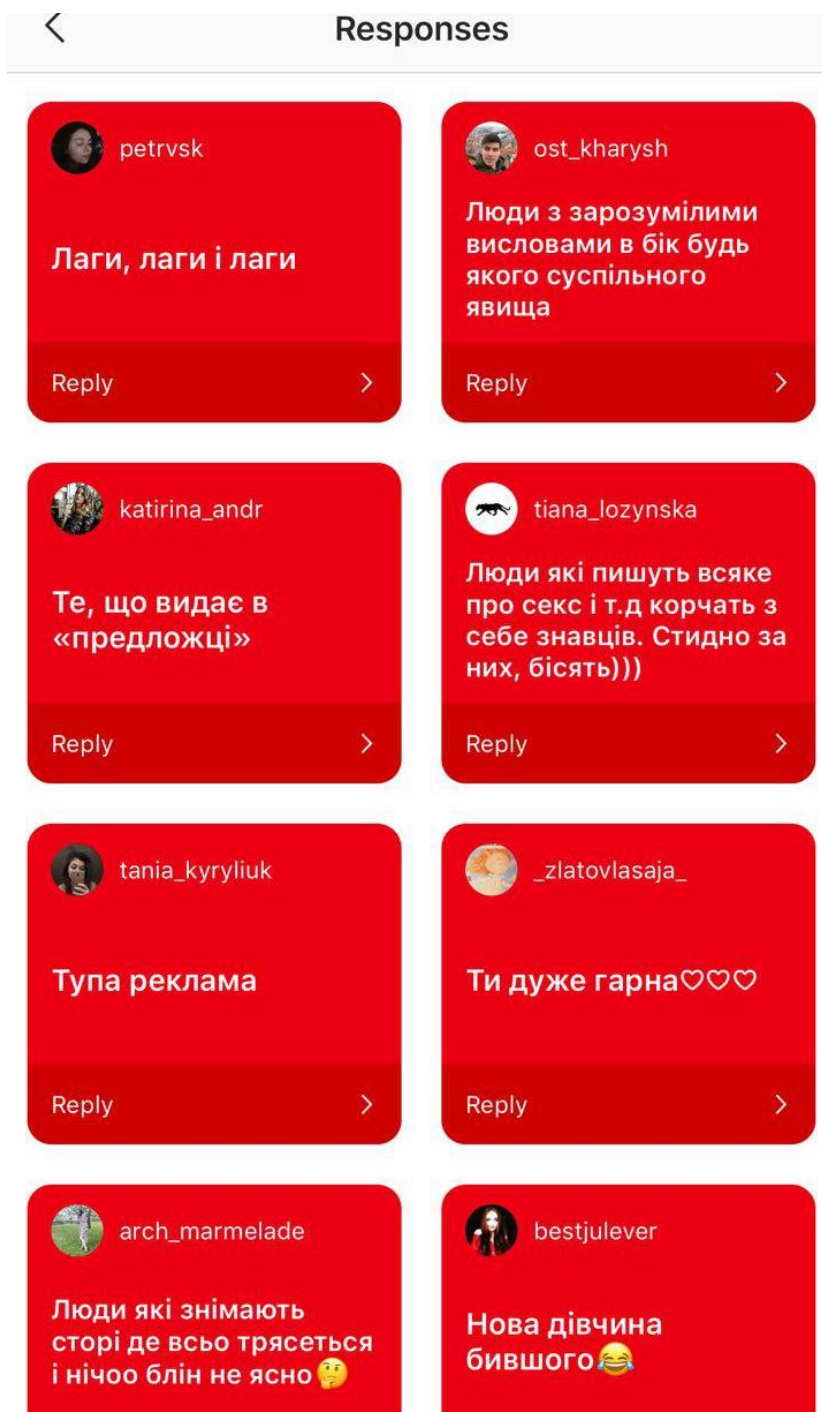 Responses
petrvsk
Лаги, лаги і лаги
Reply
ost_kharysh
Люди з зарозумілими
висловами в бік будь
якого суспільного
явища
Reply
katirina_andr
Те, що видає в
«предложці»
Reply
tiana_lozynska
Люди які пишуть всяке
про секс і т.д корчать з
себе знавців. Стидно за
них, бісять)))
Reply
tania_kyryliuk
Тупа реклама
Reply
_zlatovlasaja_
Ти дуже гарна♡♡♡
Reply
arch_marmelade
Люди які знімають
сторі де всьо трясеться
і нічоо блін не ясно🤔
bestjulever
Нова дівчина
бившого😂